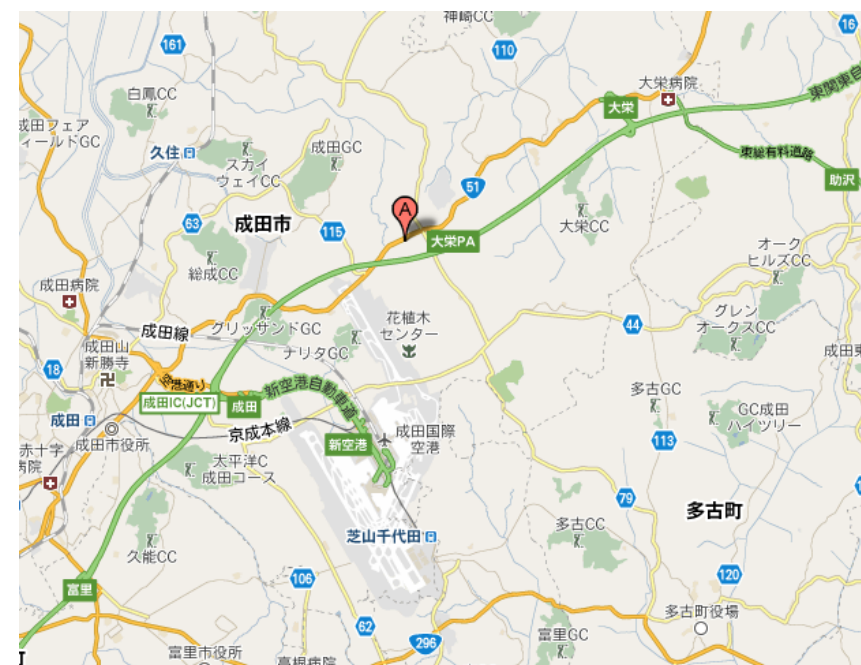 神崎CC
161
110
16
大栄病院
白鳳CC
大栄
東関東自
成田フェア
ィールドGC
成田GC
久住
スカイ
ウェイCC
東総有料道路
助沢
51
63
成田市
A
115
大栄PA
大栄CC
オーク
ヒルズCC
総成CC
成田病院
花植木
センター
グレン
オークスCC
44
成田線
グリッサンドGC
ナリタGC
成田山
新勝寺
成田東
18
空港通り
新空港自動車道
多古GC
成田IC(JCT)
成田
GC成田
ハイツリー
成田
京成本線
新空港
成田国際
空港
成田市役所
113
赤十字
病院
太平洋C
成田コース
79
多古町
芝山千代田
多古CC
久能CC
106
120
富里
62
296
多古町役場
富里GC
富里市役所
高根病院
町